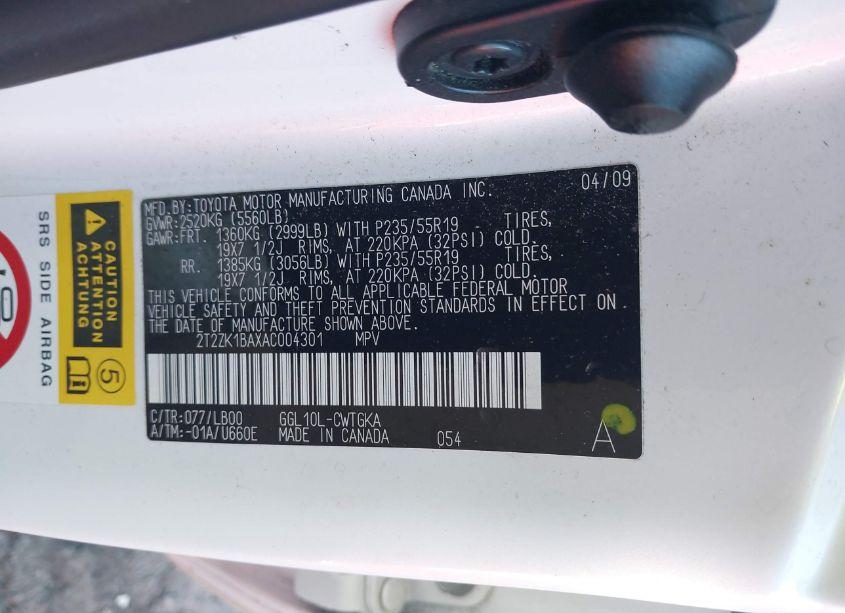 MFD.BY:TOYOTA MOTOR MANUFACTURING CANADA INC. 04/09
GVWR:2520KG (5560LB)
GAWR:FRT. 1360KG (2999LB) WITH P235/55R19 TIRES,
19X7 1/2J RIMS, AT 220KPA (32PSI) COLD.
RR. 1385KG (3056LB) WITH P235/55R19 TIRES,
19X7 1/2J RIMS, AT 220KPA (32PSI) COLD.
THIS VEHICLE CONFORMS TO ALL APPLICABLE FEDERAL MOTOR
VEHICLE SAFETY AND THEFT PREVENTION STANDARDS IN EFFECT ON
THE DATE OF MANUFACTURE SHOWN ABOVE.
2T2ZK1BAXAC004301 MPV
C/TR:077/LB00 GGL10L-CWTGKA
A/TM:-01A/U660E MADE IN CANADA 054 A
CAUTION
ATTENTION
ACHTUNG
5
SRS SIDE AIRBAG